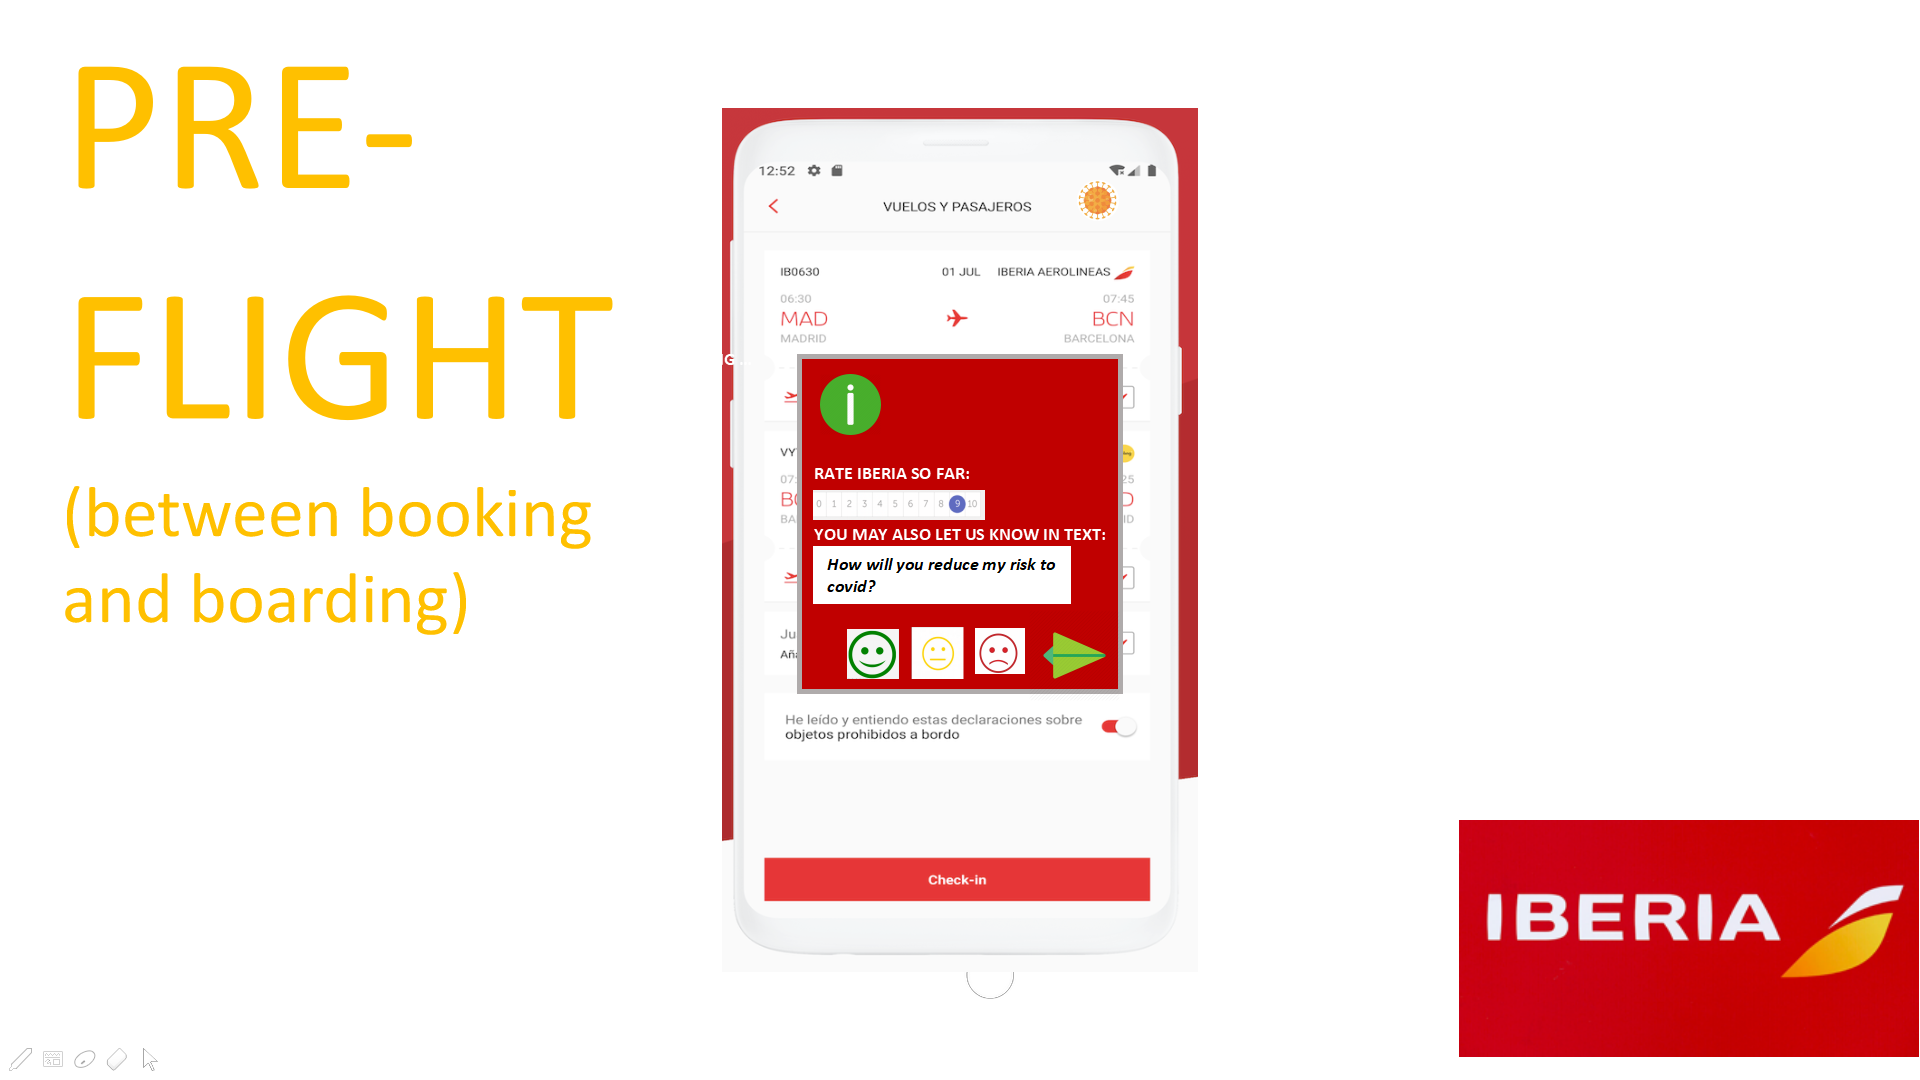 PRE-
FLIGHT
(between booking
and boarding)
12:52
VUELOS Y PASAJEROS
IB0630 01 JUL IBERIA AEROLINEAS
06:30 07:45
MAD BCN
MADRID BARCELONA
G
i
RATE IBERIA SO FAR:
0 1 2 3 4 5 6 7 8 9 10
YOU MAY ALSO LET US KNOW IN TEXT:
How will you reduce my risk to
covid?
He leído y entiendo estas declaraciones sobre
objetos prohibidos a bordo
Check-in
IBERIA